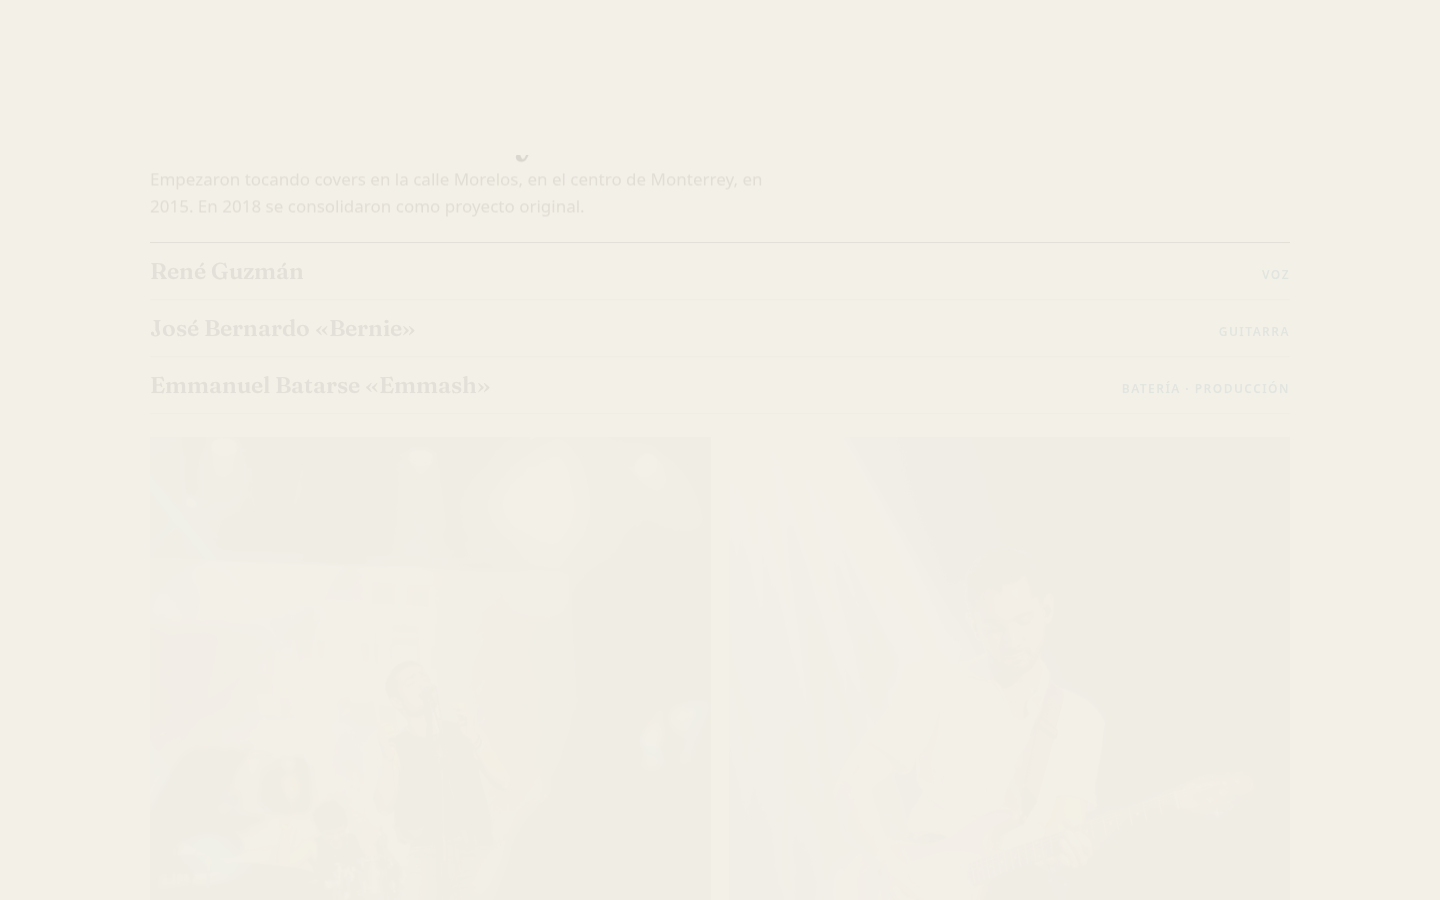 Empezaron tocando covers en la calle Morelos, en el centro de Monterrey, en
2015. En 2018 se consolidaron como proyecto original.
René Guzmán
VOZ
José Bernardo «Bernie»
GUITARRA
Emmanuel Batarse «Emmash»
BATERÍA · PRODUCCIÓN